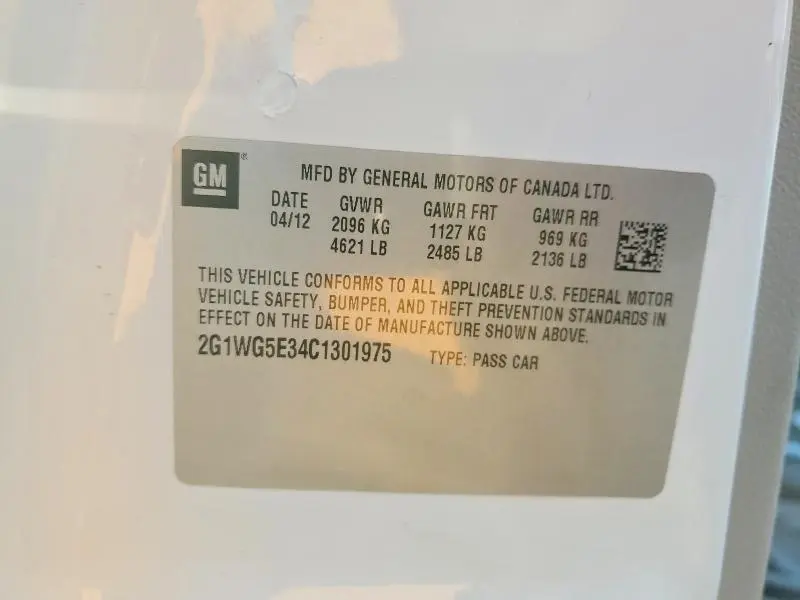 GM®
MFD BY GENERAL MOTORS OF CANADA LTD.
DATE GVWR GAWR FRT GAWR RR
04/12 2096 KG 1127 KG 969 KG
4621 LB 2485 LB 2136 LB
THIS VEHICLE CONFORMS TO ALL APPLICABLE U.S. FEDERAL MOTOR
VEHICLE SAFETY, BUMPER, AND THEFT PREVENTION STANDARDS IN
EFFECT ON THE DATE OF MANUFACTURE SHOWN ABOVE.
2G1WG5E34C1301975 TYPE: PASS CAR